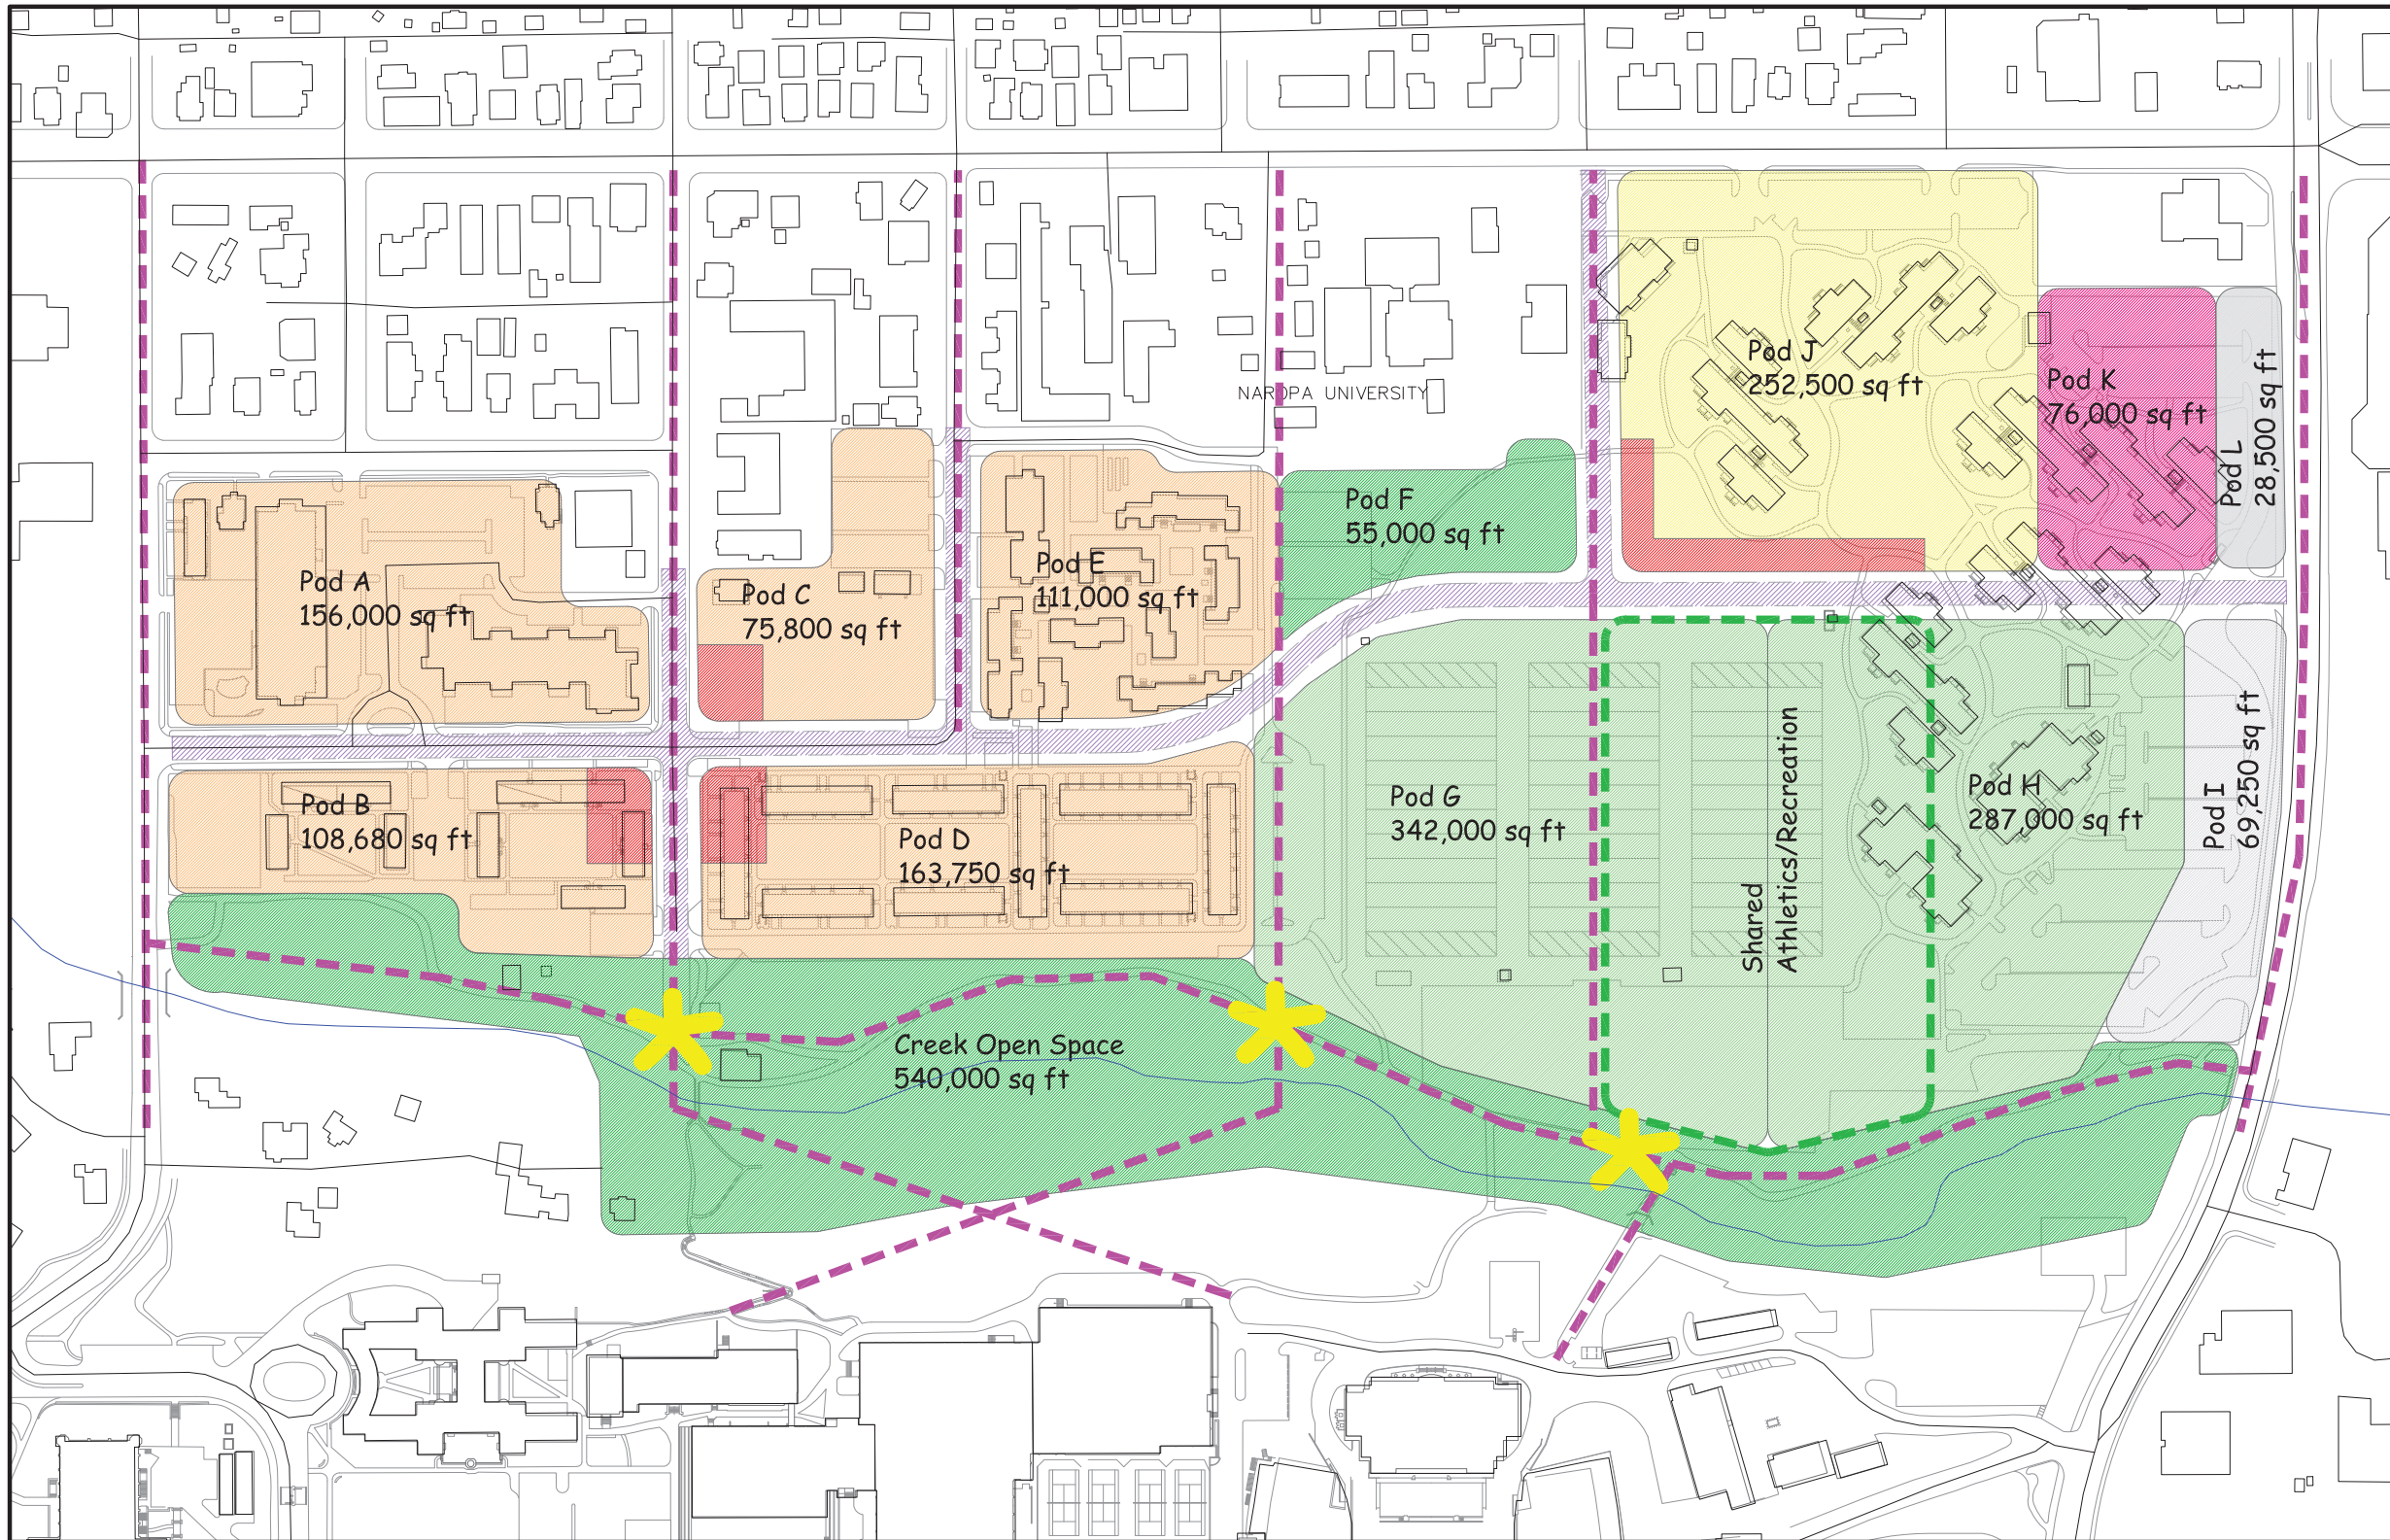 NAROPA UNIVERSITY
Pod J
252,500 sq ft
Pod K
76,000 sq ft
Pod L
28,500 sq ft
Pod F
55,000 sq ft
Pod A
156,000 sq ft
Pod C
75,800 sq ft
Pod E
111,000 sq ft
Pod B
108,680 sq ft
Pod D
163,750 sq ft
Pod G
342,000 sq ft
Shared
Athletics/Recreation
Pod H
287,000 sq ft
Pod I
69,250 sq ft
Creek Open Space
540,000 sq ft